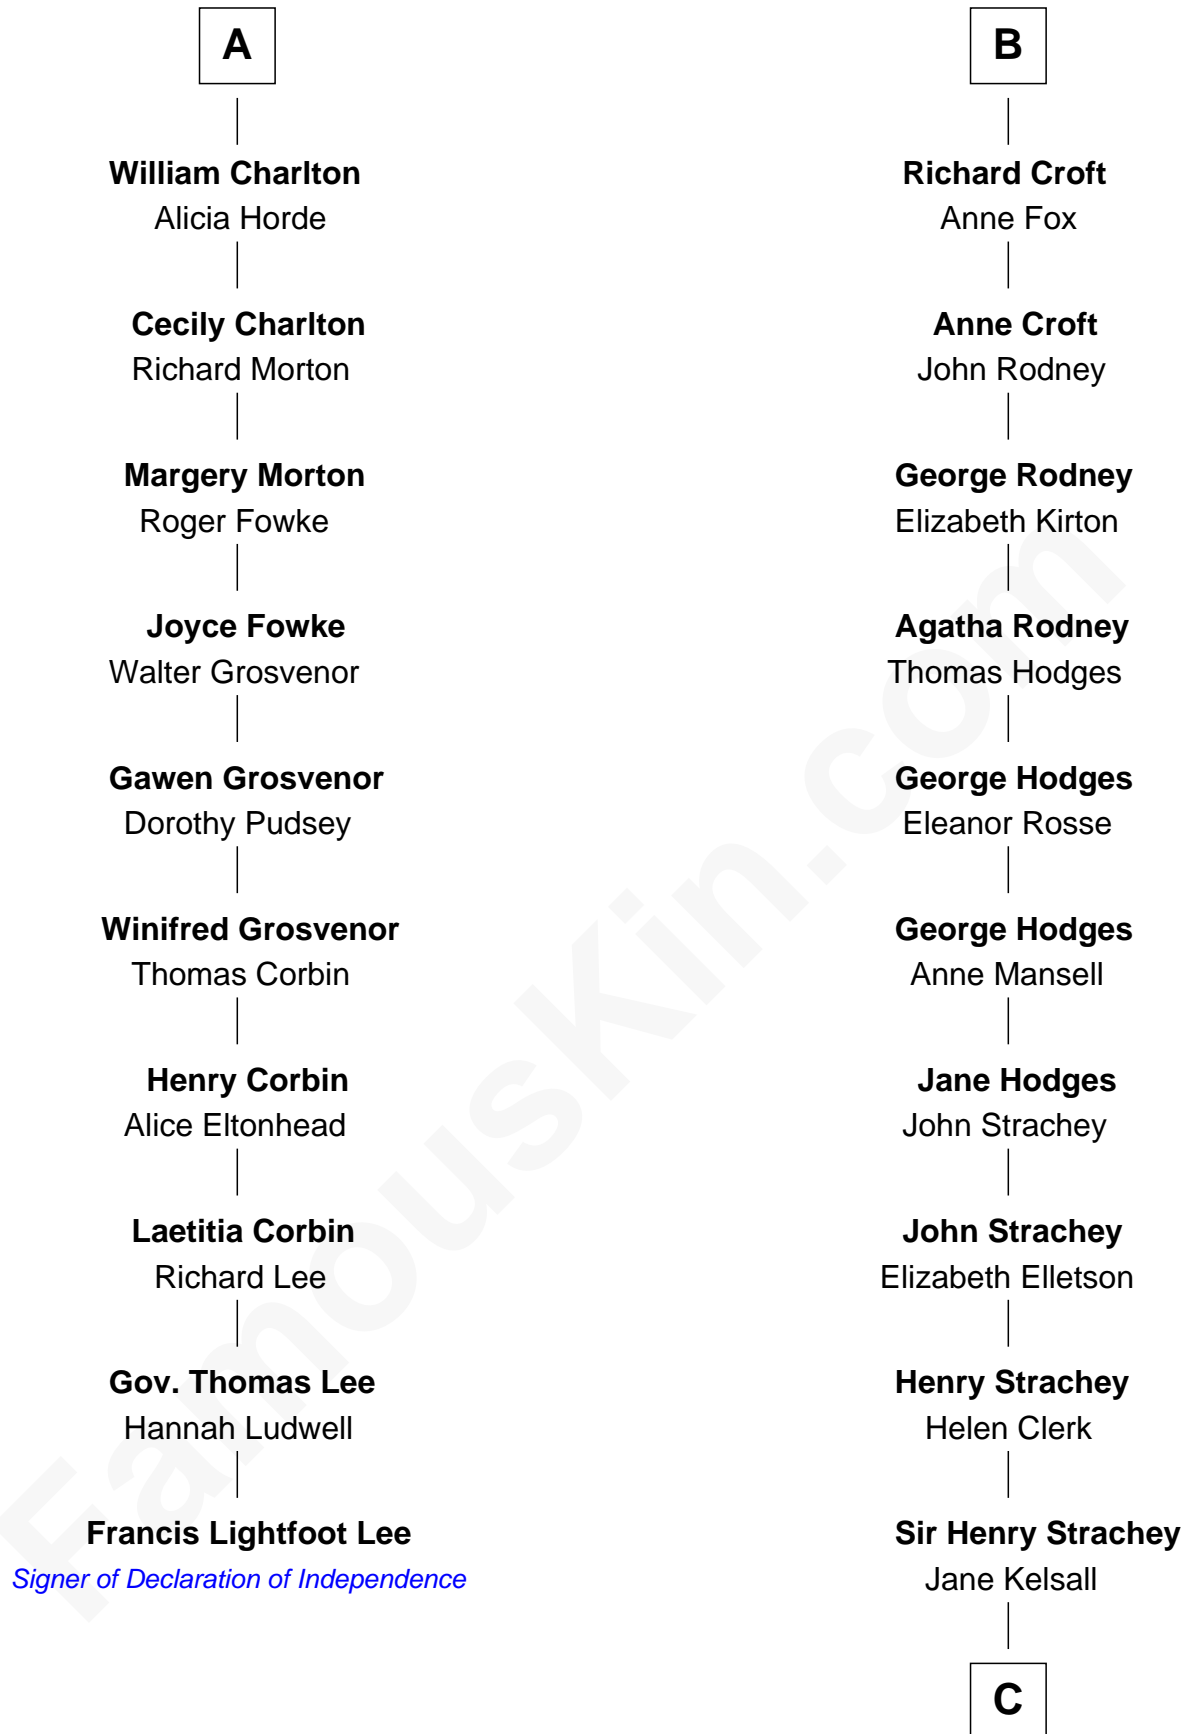 A
William Charlton
Alicia Horde
Cecily Charlton
Richard Morton
Margery Morton
Roger Fowke
Joyce Fowke
Walter Grosvenor
Gawen Grosvenor
Dorothy Pudsey
Winifred Grosvenor
Thomas Corbin
Henry Corbin
Alice Eltonhead
Laetitia Corbin
Richard Lee
Gov. Thomas Lee
Hannah Ludwell
Francis Lightfoot Lee
Signer of Declaration of Independence
B
Richard Croft
Anne Fox
Anne Croft
John Rodney
George Rodney
Elizabeth Kirton
Agatha Rodney
Thomas Hodges
George Hodges
Eleanor Rosse
George Hodges
Anne Mansell
Jane Hodges
John Strachey
John Strachey
Elizabeth Elletson
Henry Strachey
Helen Clerk
Sir Henry Strachey
Jane Kelsall
C
FamousKin.com